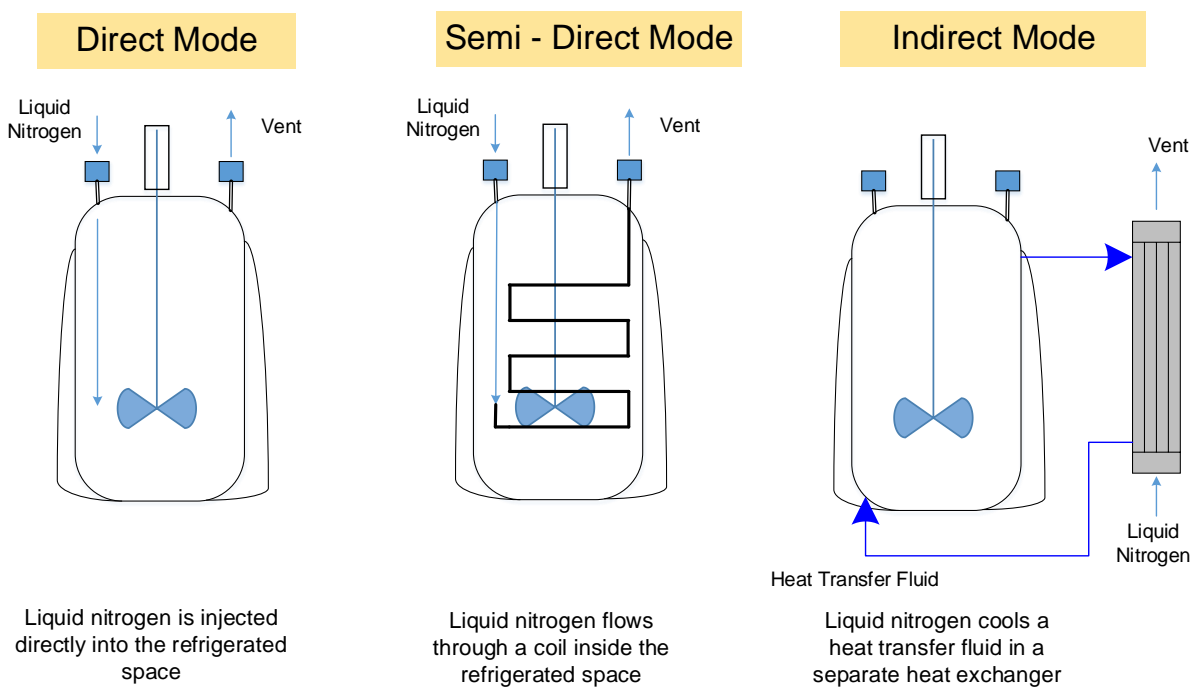 Direct Mode
Semi - Direct Mode
Indirect Mode
Liquid
Nitrogen
Vent
Liquid
Nitrogen
Vent
Vent
Liquid
Nitrogen
Heat Transfer Fluid
Liquid nitrogen is injected
directly into the refrigerated
space
Liquid nitrogen flows
through a coil inside the
refrigerated space
Liquid nitrogen cools a
heat transfer fluid in a
separate heat exchanger